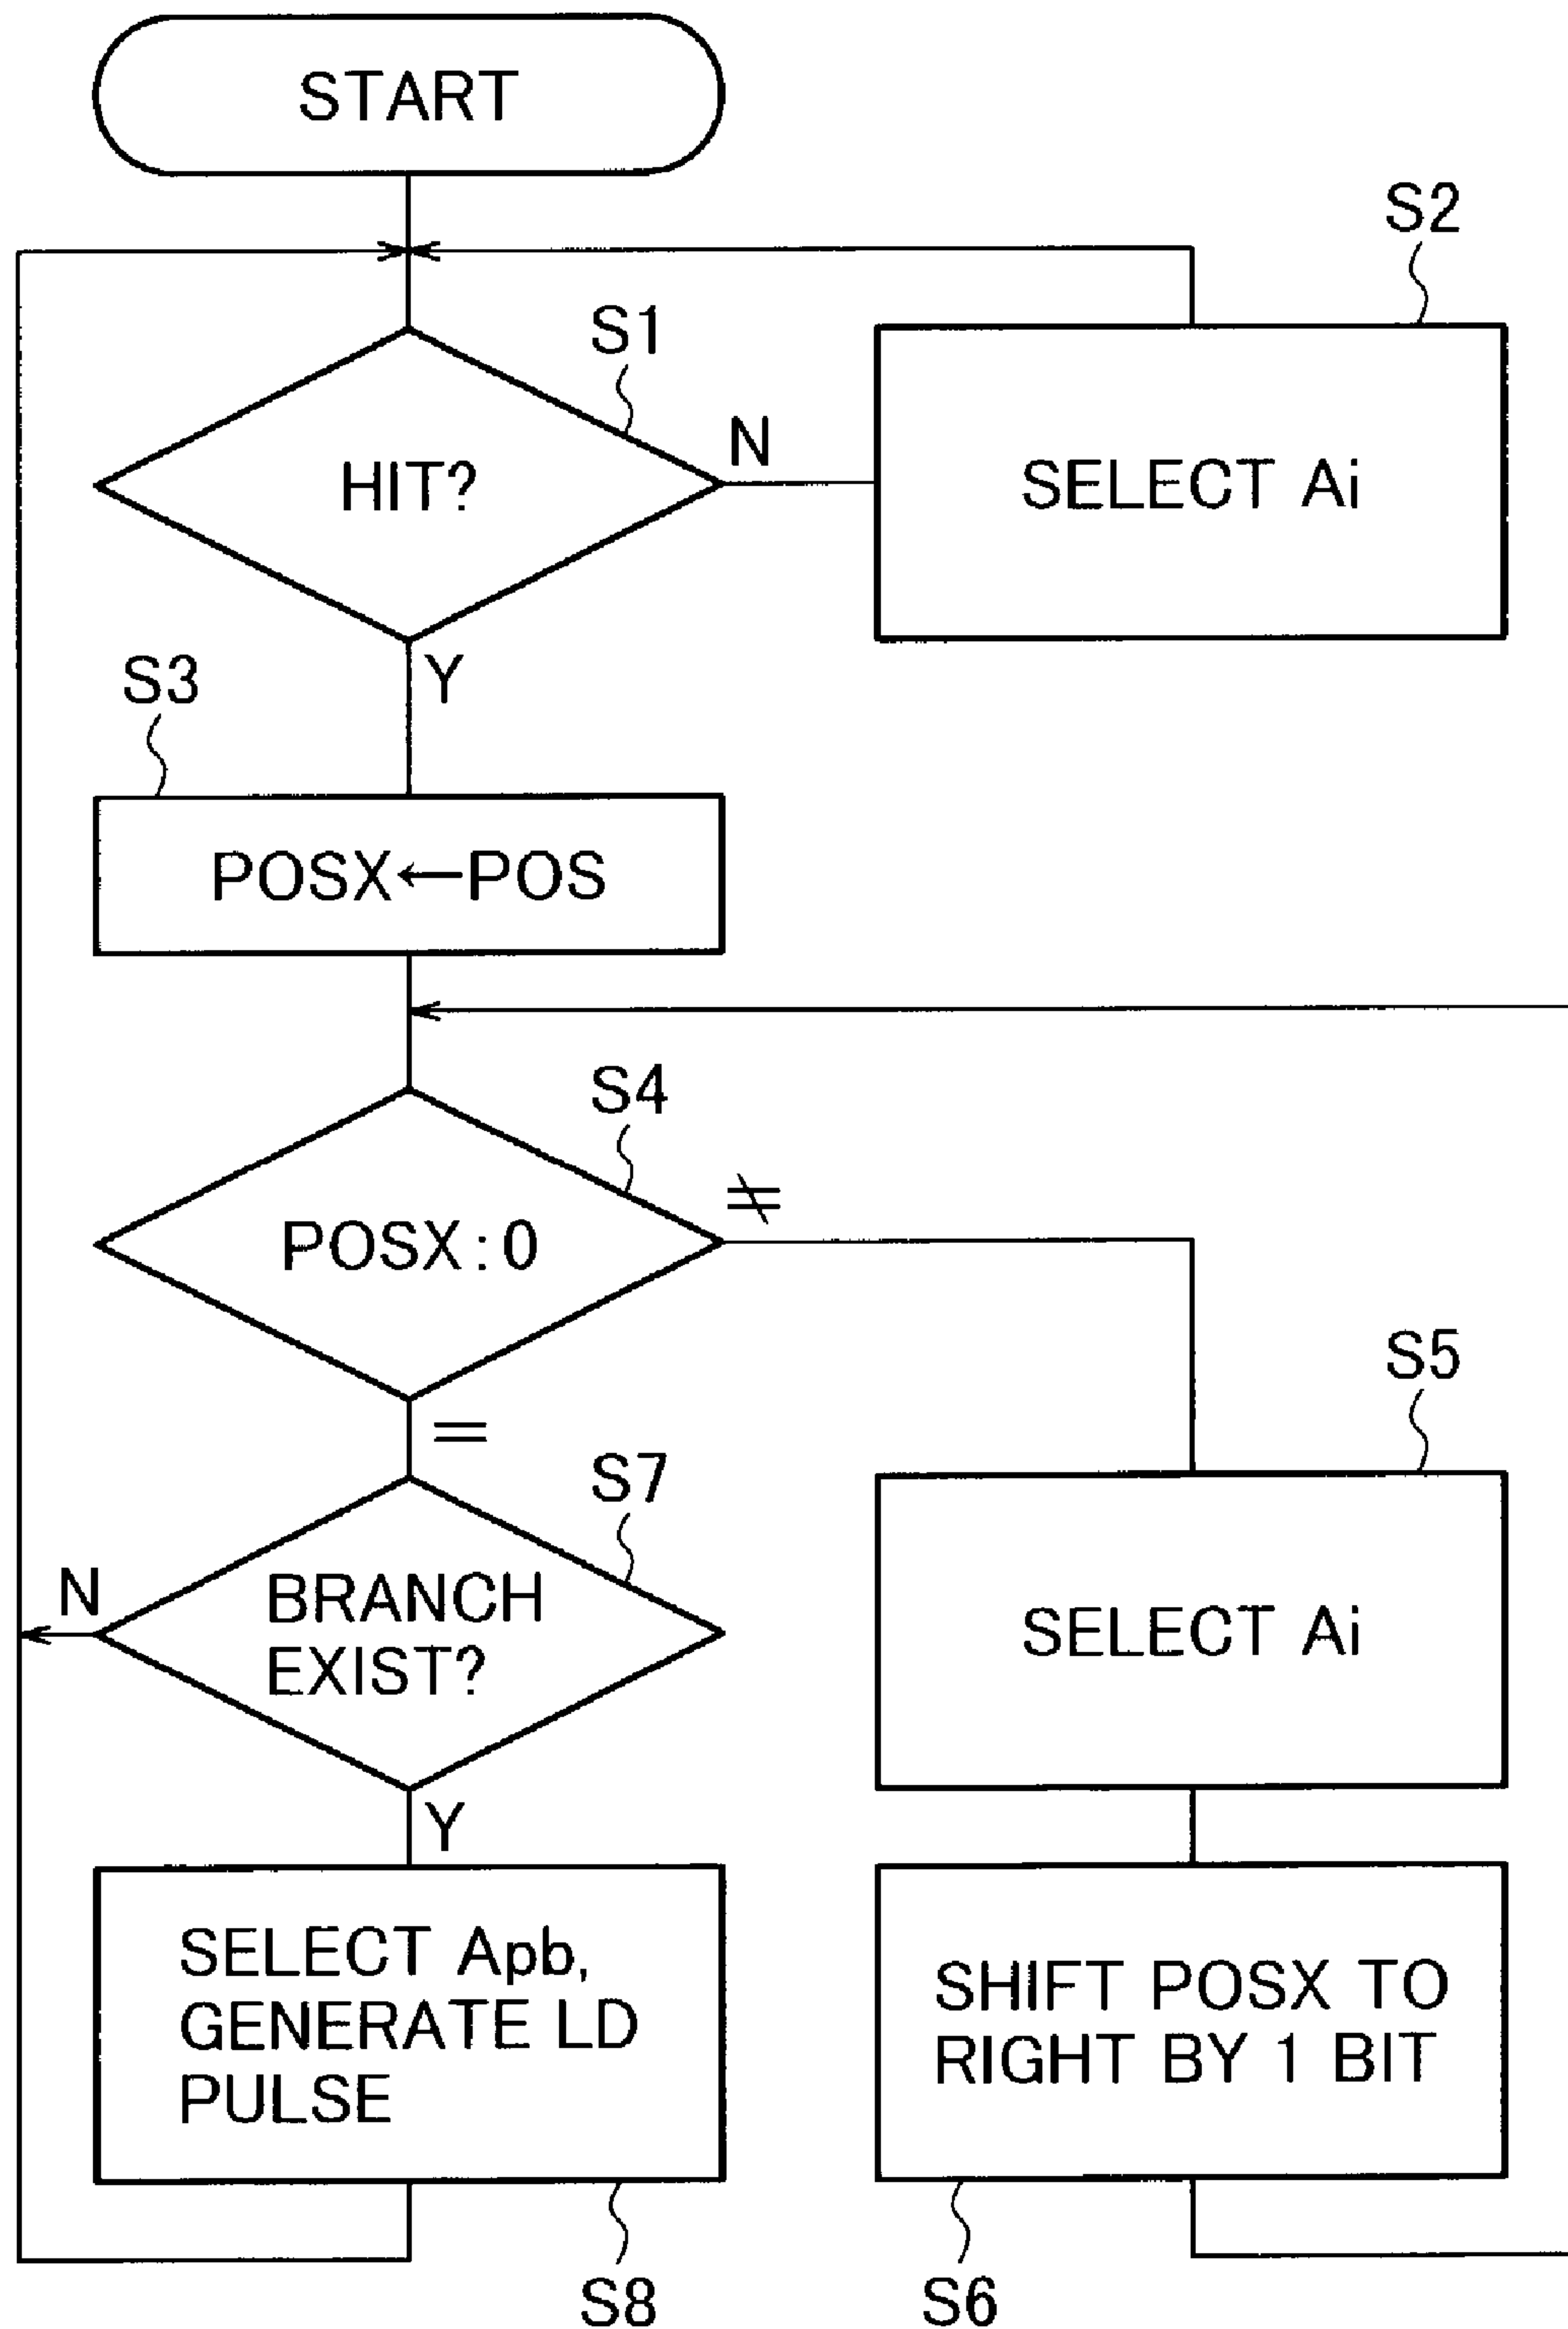 START
S2
S1
HIT?
N
SELECT Ai
Y
S3
POSX←POS
S4
POSX:0
≠
S5
=
S7
BRANCH
EXIST?
N
SELECT Ai
Y
SELECT Apb,
GENERATE LD
PULSE
SHIFT POSX TO
RIGHT BY 1 BIT
S8
S6